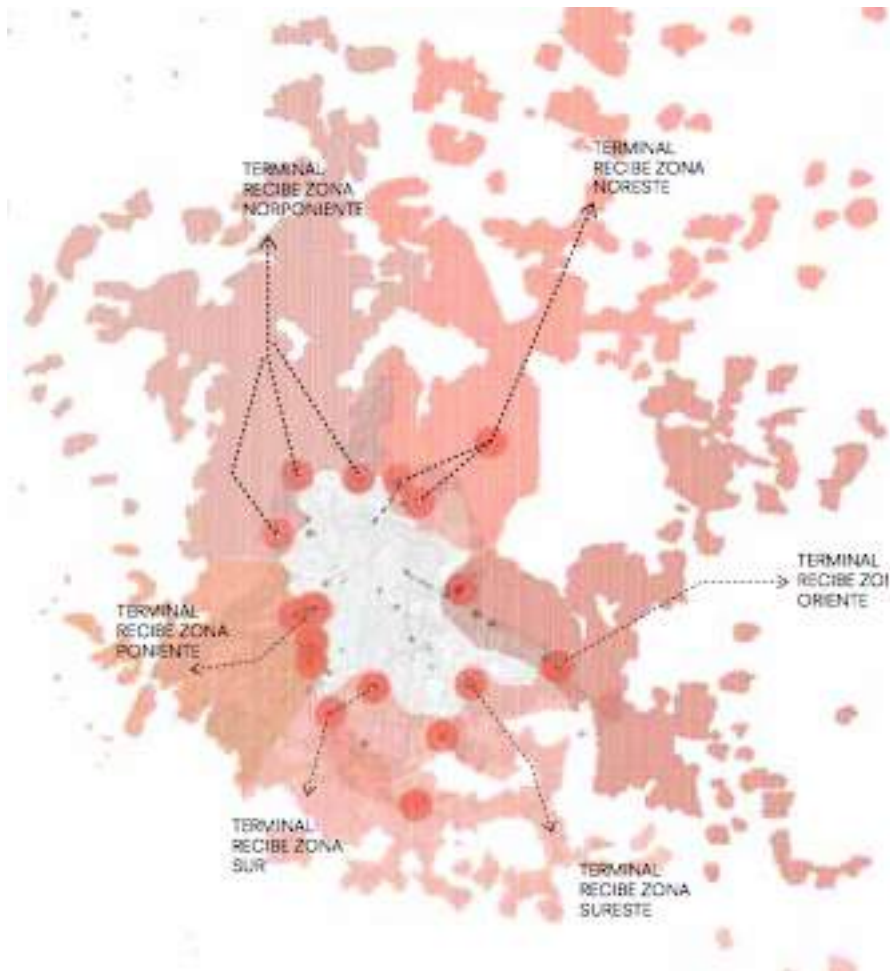 TERMINAL
RECIBE ZONA
NORPONIENTE
TERMINAL
RECIBE ZONA
NORESTE
TERMINAL
RECIBE ZO
ORIENTE
TERMINAL
RECIBE ZONA
PONIENTE
TERMINAL
RECIBE ZONA
SUR
TERMINAL
RECIBE ZONA
SURESTE